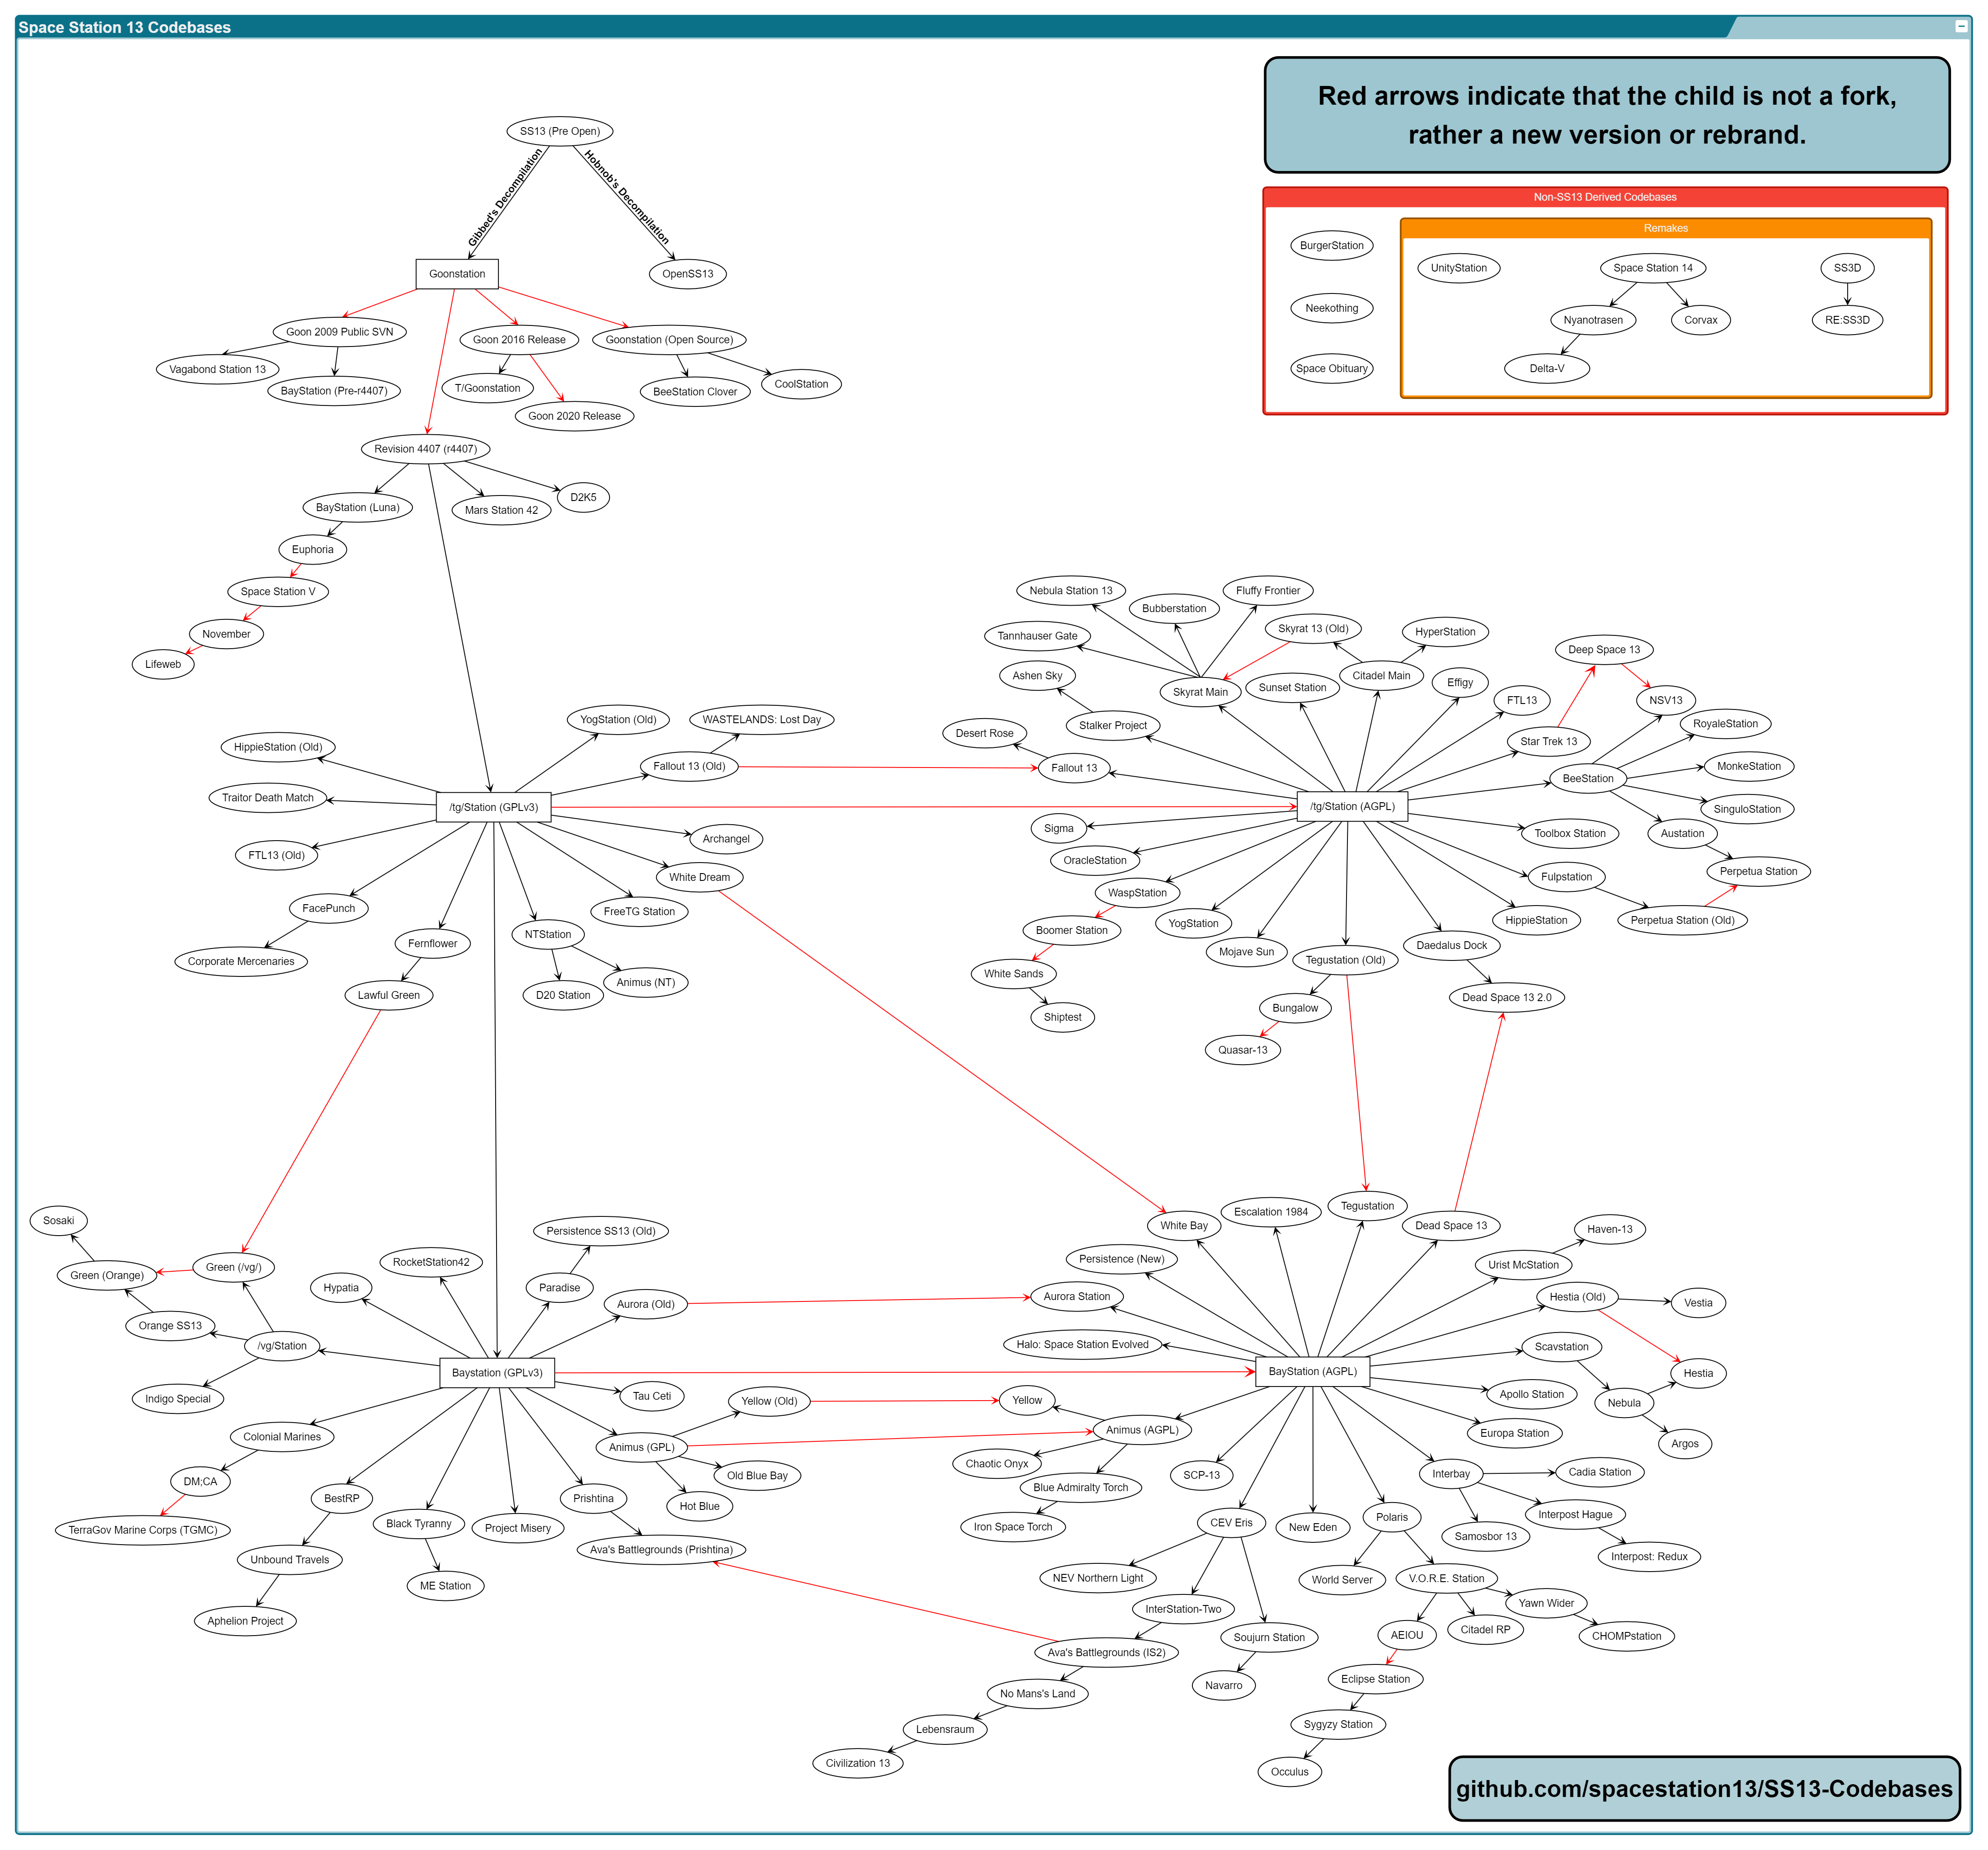 Space Station 13 Codebases
Red arrows indicate that the child is not a fork,
rather a new version or rebrand.
SS13 (Pre Open)
Gibbed's Decompilation
Hobnob's Decompilation
Goonstation
OpenSS13
Non-SS13 Derived Codebases
BurgerStation
Neekothing
Space Obituary
Remakes
UnityStation
Space Station 14
SS3D
Nyanotrasen
Corvax
RE:SS3D
Delta-V
Goon 2009 Public SVN
Goon 2016 Release
Goonstation (Open Source)
Vagabond Station 13
BayStation (Pre-r4407)
T/Goonstation
BeeStation Clover
CoolStation
Goon 2020 Release
Revision 4407 (r4407)
BayStation (Luna)
Mars Station 42
D2K5
Euphoria
Space Station V
November
Lifeweb
HippieStation (Old)
YogStation (Old)
WASTELANDS: Lost Day
Fallout 13 (Old)
Traitor Death Match
/tg/Station (GPLv3)
FTL13 (Old)
Archangel
White Dream
FacePunch
FreeTG Station
Corporate Mercenaries
Fernflower
NTStation
Lawful Green
D20 Station
Animus (NT)
Nebula Station 13
Bubberstation
Fluffy Frontier
Tannhauser Gate
Skyrat 13 (Old)
HyperStation
Ashen Sky
Skyrat Main
Sunset Station
Citadel Main
Effigy
Deep Space 13
FTL13
NSV13
Stalker Project
Desert Rose
Star Trek 13
RoyaleStation
Fallout 13
BeeStation
MonkeStation
/tg/Station (AGPL)
SinguloStation
Sigma
Toolbox Station
Austation
OracleStation
Perpetua Station
WaspStation
Fulpstation
YogStation
HippieStation
Perpetua Station (Old)
Boomer Station
Mojave Sun
Tegustation (Old)
Daedalus Dock
White Sands
Dead Space 13 2.0
Shiptest
Bungalow
Quasar-13
Sosaki
Green (Orange)
Green (/vg/)
Orange SS13
/vg/Station
Indigo Special
Hypatia
RocketStation42
Persistence SS13 (Old)
Paradise
Aurora (Old)
Baystation (GPLv3)
Tau Ceti
Yellow (Old)
Colonial Marines
Animus (GPL)
Old Blue Bay
Hot Blue
DM;CA
TerraGov Marine Corps (TGMC)
BestRP
Black Tyranny
Project Misery
Prishtina
Ava's Battlegrounds (Prishtina)
Unbound Travels
ME Station
Aphelion Project
White Bay
Escalation 1984
Tegustation
Dead Space 13
Haven-13
Persistence (New)
Urist McStation
Aurora Station
Hestia (Old)
Vestia
Halo: Space Station Evolved
Scavstation
BayStation (AGPL)
Hestia
Yellow
Apollo Station
Nebula
Animus (AGPL)
Europa Station
Argos
Chaotic Onyx
SCP-13
Interbay
Cadia Station
Blue Admiralty Torch
Iron Space Torch
CEV Eris
New Eden
Polaris
Samosbor 13
Interpost Hague
Interpost: Redux
NEV Northern Light
World Server
V.O.R.E. Station
InterStation-Two
Yawn Wider
Soujurn Station
AEIOU
Citadel RP
CHOMPstation
Ava's Battlegrounds (IS2)
Navarro
Eclipse Station
No Mans's Land
Sygyzy Station
Lebensraum
Civilization 13
Occulus
github.com/spacestation13/SS13-Codebases